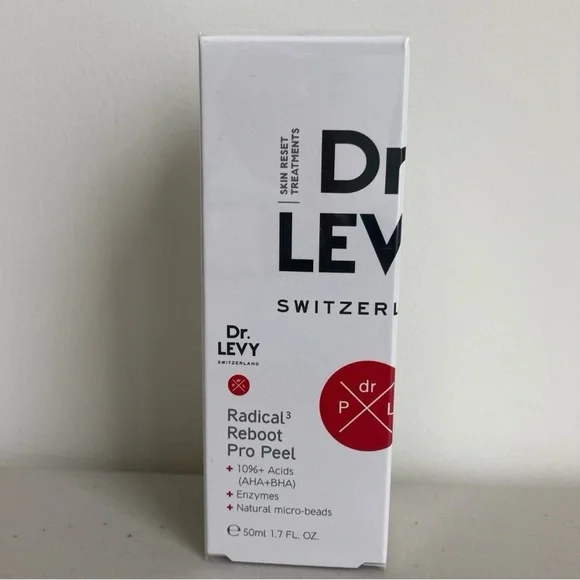 SKIN RESET
TREATMENTS
Dr
LEV
SWITZERL
Dr.
LEVY
SWITZERLAND
dr
P L
Radical³
Reboot
Pro Peel
+ 10%+ Acids
(AHA+BHA)
+ Enzymes
+ Natural micro-beads
℮ 50ml 1.7 FL. OZ.